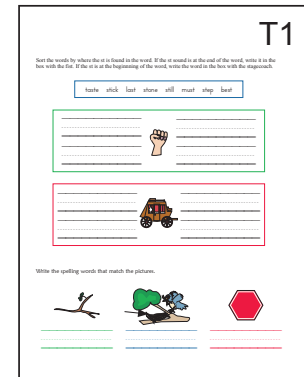 T1
Sort the words by where the st is found in the word. If the st sound is at the end of the word, write it in the
box with the fist. If the st is at the beginning of the word, write the word in the box with the stagecoach.
taste stick last stone still must step best
Write the spelling words that match the pictures.